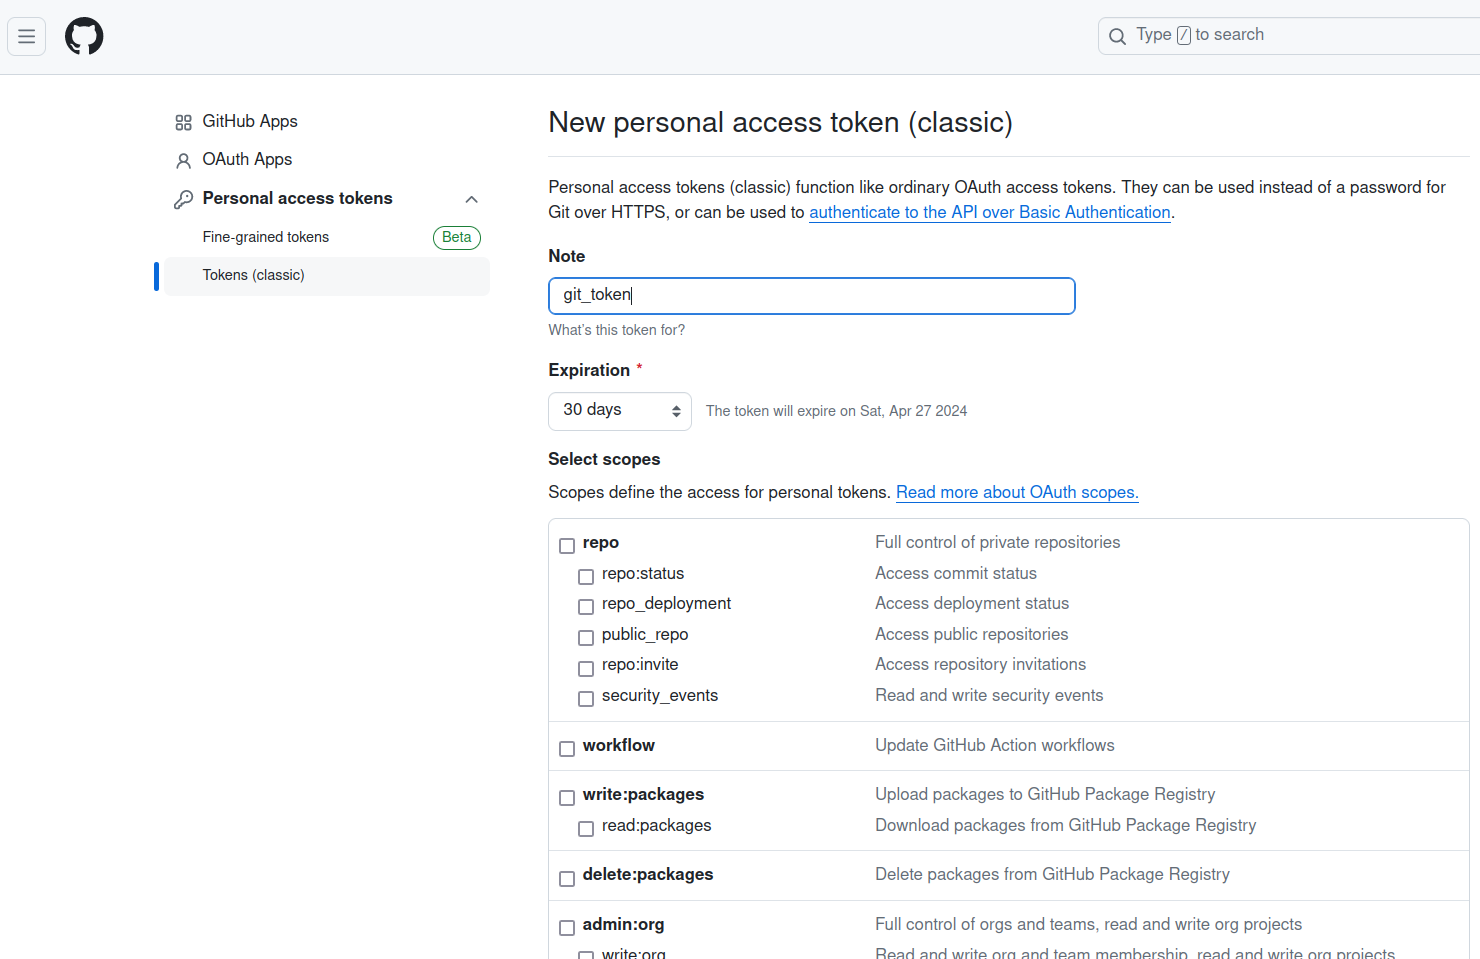 Type / to search
GitHub Apps
OAuth Apps
Personal access tokens
Fine-grained tokens
Beta
Tokens (classic)
New personal access token (classic)
Personal access tokens (classic) function like ordinary OAuth access tokens. They can be used instead of a password for
Git over HTTPS, or can be used to authenticate to the API over Basic Authentication.
Note
git_token
What's this token for?
Expiration *
30 days
The token will expire on Sat, Apr 27 2024
Select scopes
Scopes define the access for personal tokens. Read more about OAuth scopes.
repo Full control of private repositories
repo:status Access commit status
repo_deployment Access deployment status
public_repo Access public repositories
repo:invite Access repository invitations
security_events Read and write security events
workflow Update GitHub Action workflows
write:packages Upload packages to GitHub Package Registry
read:packages Download packages from GitHub Package Registry
delete:packages Delete packages from GitHub Package Registry
admin:org Full control of orgs and teams, read and write org projects
write:org Read and write org and team membership, read and write org projects